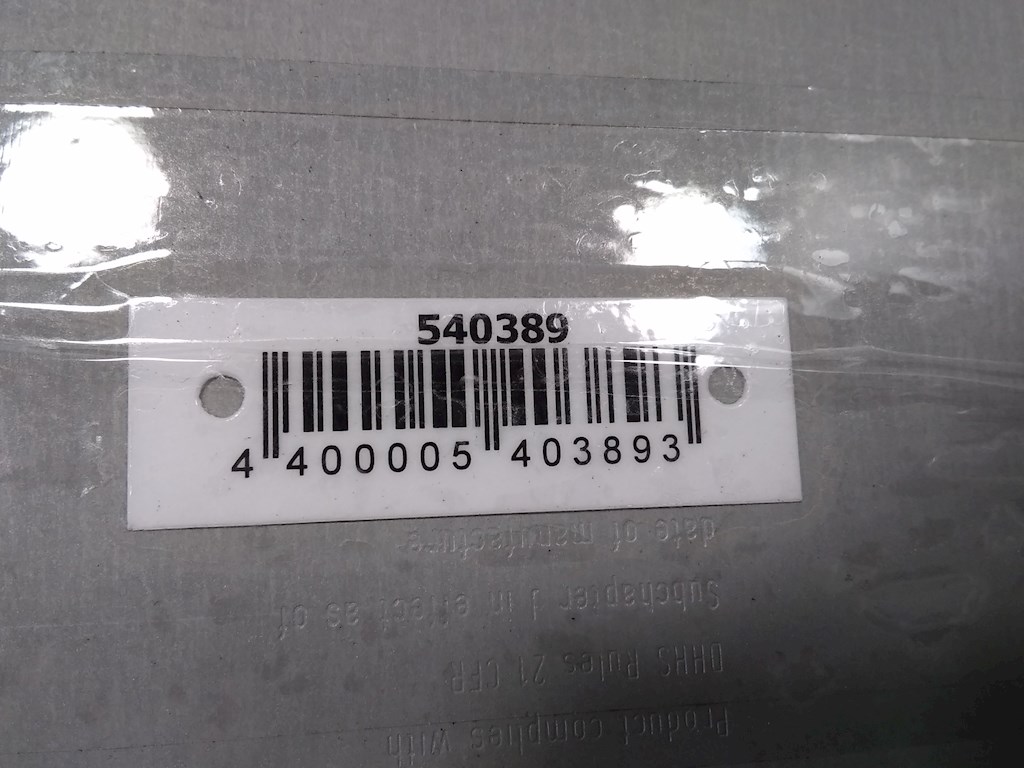 540389
4 400005 403893
Product complies with
DHHS Rules 21 CFR
Subchapter J in effect as of
date of manufacture